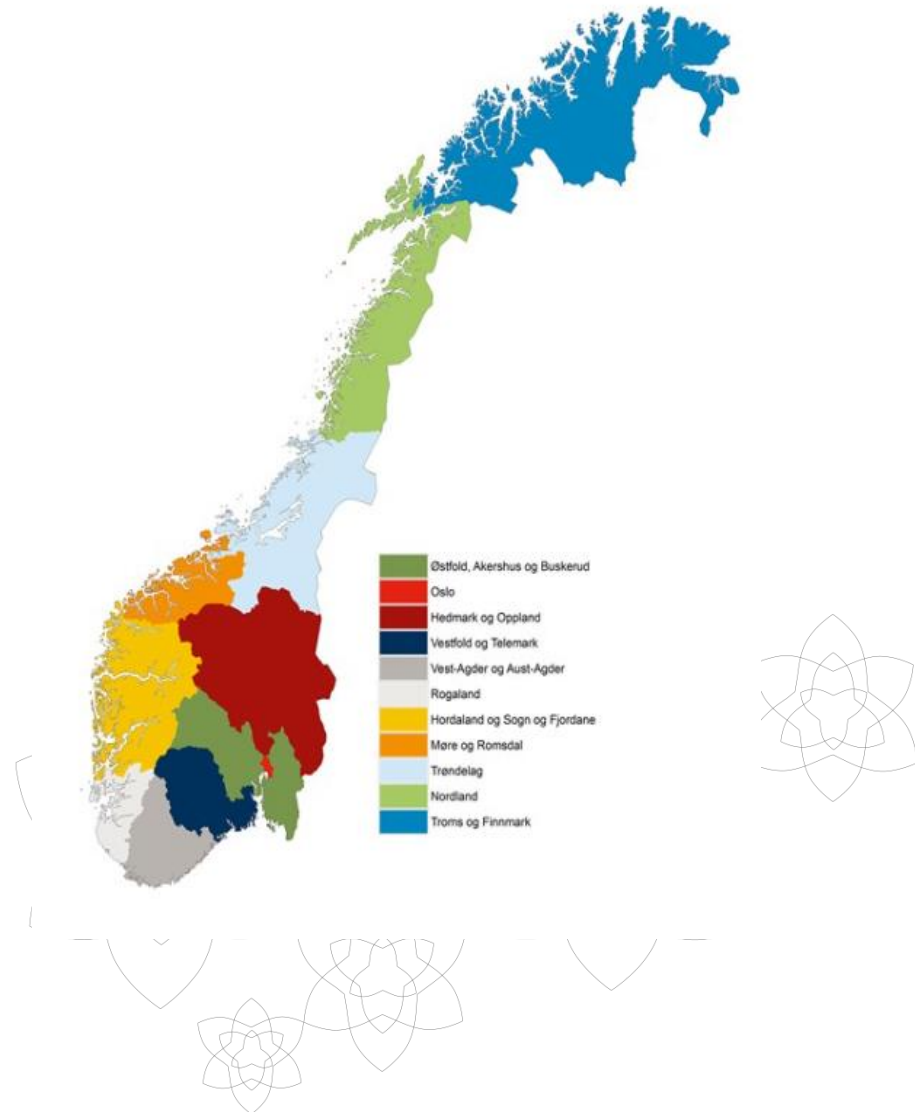 Østfold, Akershus og Buskerud
Oslo
Hedmark og Oppland
Vestfold og Telemark
Vest-Agder og Aust-Agder
Rogaland
Hordaland og Sogn og Fjordane
Møre og Romsdal
Trøndelag
Nordland
Troms og Finnmark